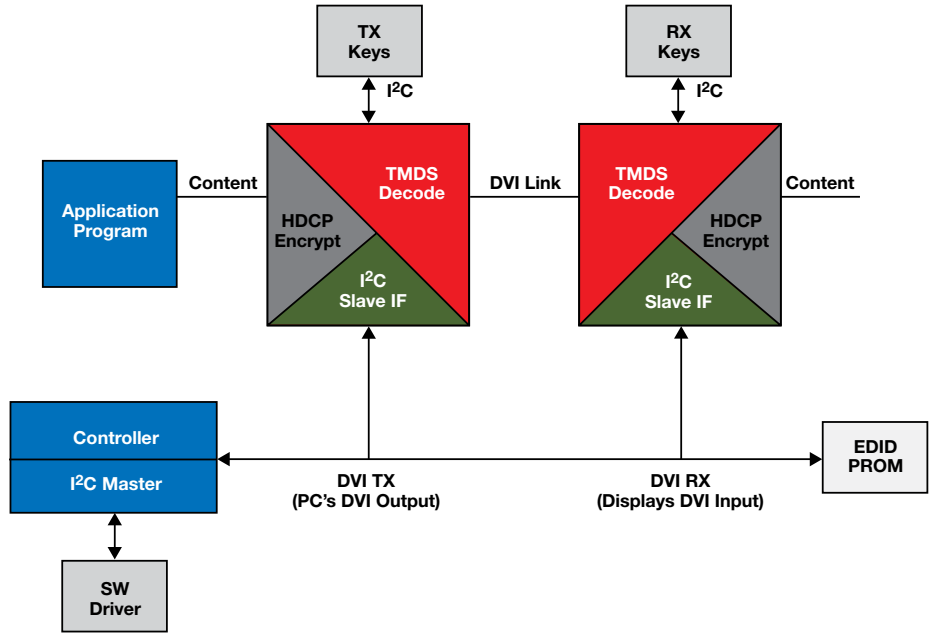 TX
Keys
RX
Keys
I²C
I²C
Application
Program
Content
TMDS
Decode
HDCP
Encrypt
I²C
Slave IF
DVI Link
TMDS
Decode
HDCP
Encrypt
I²C
Slave IF
Content
Controller
I²C Master
DVI TX
(PC's DVI Output)
DVI RX
(Displays DVI Input)
EDID
PROM
SW
Driver